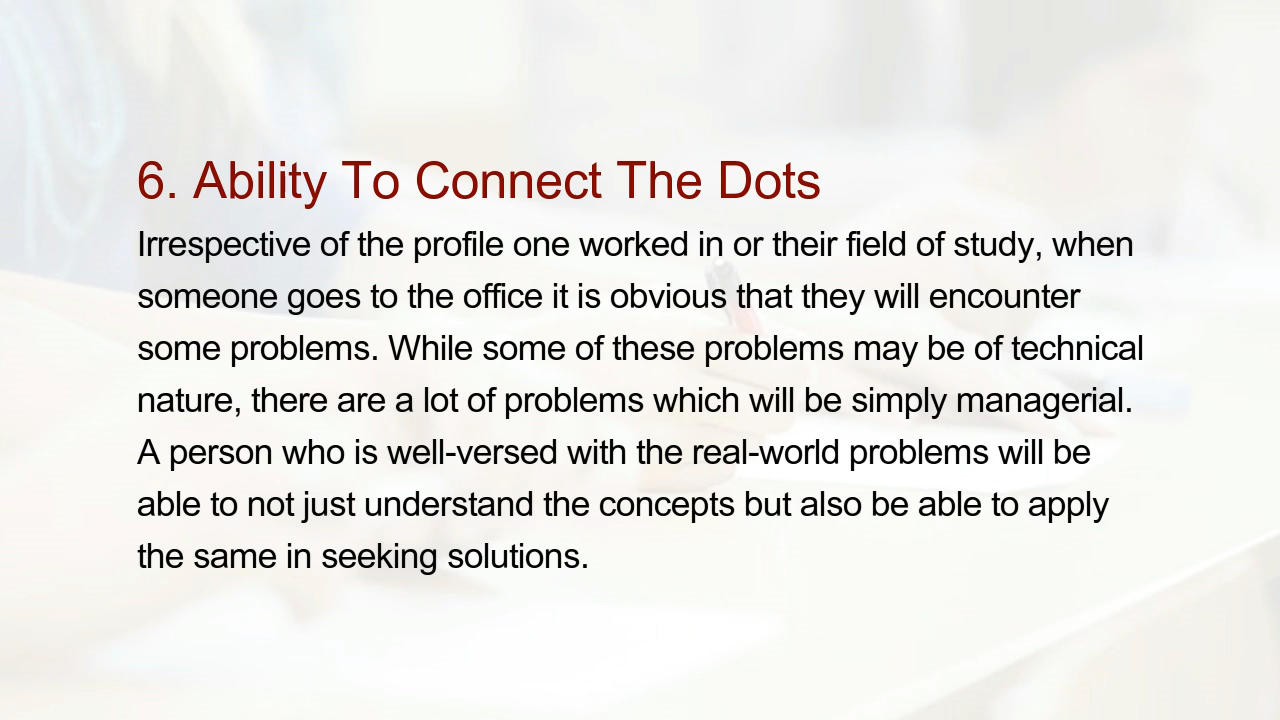 6. Ability To Connect The Dots
Irrespective of the profile one worked in or their field of study, when
someone goes to the office it is obvious that they will encounter
some problems. While some of these problems may be of technical
nature, there are a lot of problems which will be simply managerial.
A person who is well-versed with the real-world problems will be
able to not just understand the concepts but also be able to apply
the same in seeking solutions.